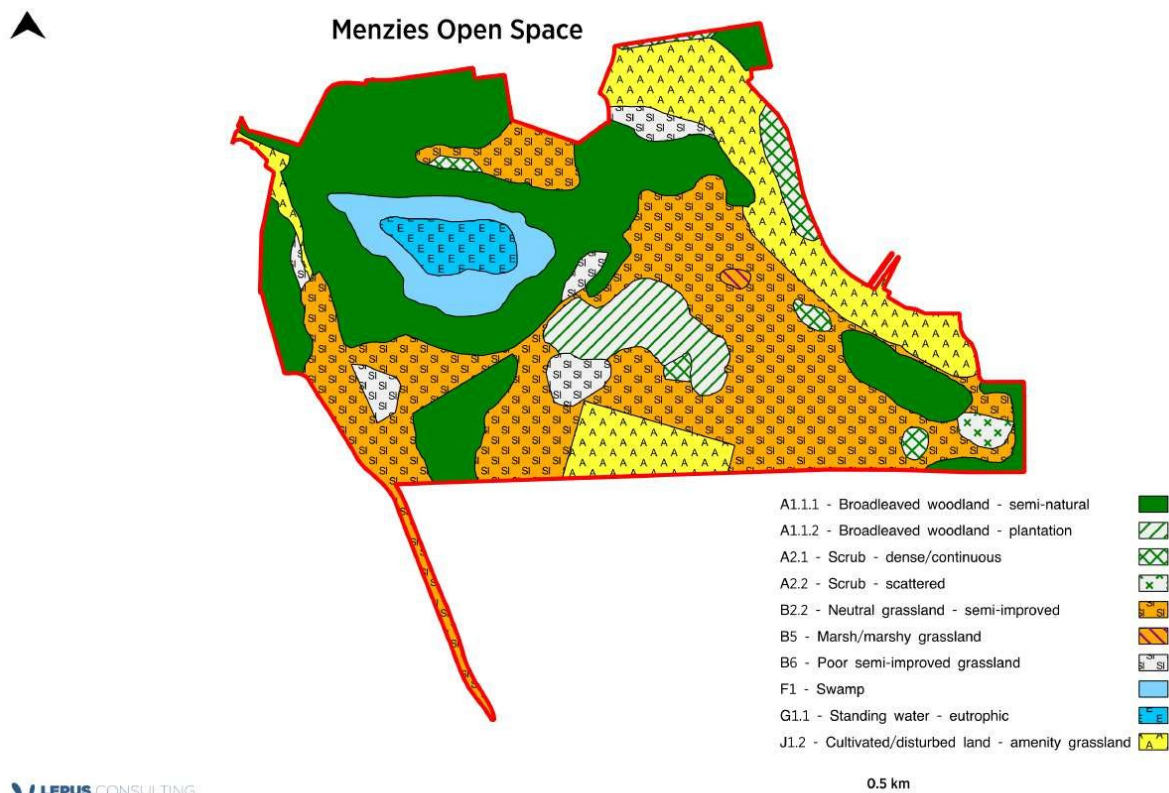 Menzies Open Space
A1.1.1 - Broadleaved woodland - semi-natural
A1.1.2 - Broadleaved woodland - plantation
A2.1 - Scrub - dense/continuous
A2.2 - Scrub - scattered
B2.2 - Neutral grassland - semi-improved
B5 - Marsh/marshy grassland
B6 - Poor semi-improved grassland
F1 - Swamp
G1.1 - Standing water - eutrophic
J1.2 - Cultivated/disturbed land - amenity grassland
0.5 km
LEPUS CONSULTING